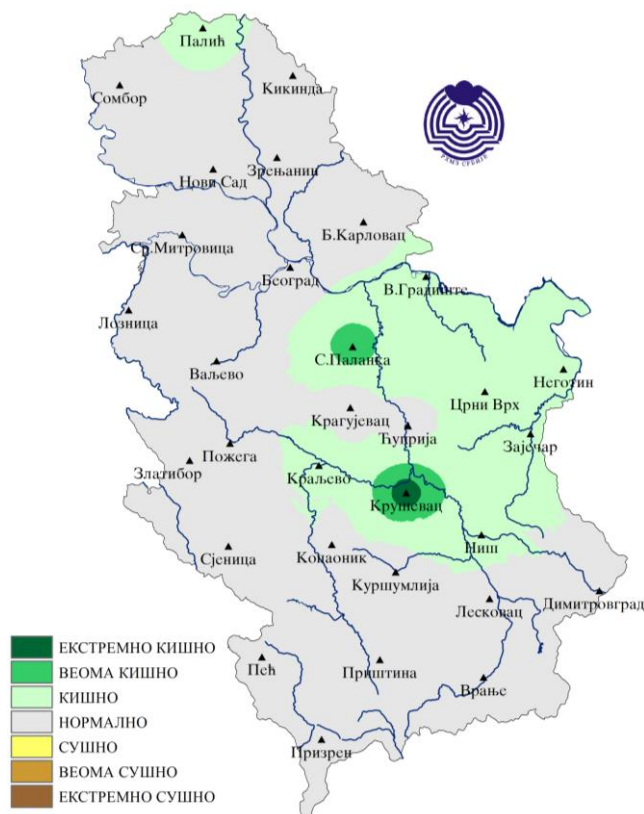 Палић
Сомбор
Кикинда
РХМЗ СРБИЈЕ
Нови Сад
Зрењанин
Б.Карловац
Ср.Митровица
Београд
В.Градиште
Лозница
С.Паланка
Ваљево
Неготин
Црни Врх
Крагујевац
Ћуприја
Зајечар
Пожега
Златибор
Краљево
Крушевац
Ниш
Сјеница
Копаоник
Куршумлија
Лесковац
Димитровград
Пећ
Приштина
Врање
Призрен
ЕКСТРЕМНО КИШНО
ВЕОМА КИШНО
КИШНО
НОРМАЛНО
СУШНО
ВЕОМА СУШНО
ЕКСТРЕМНО СУШНО